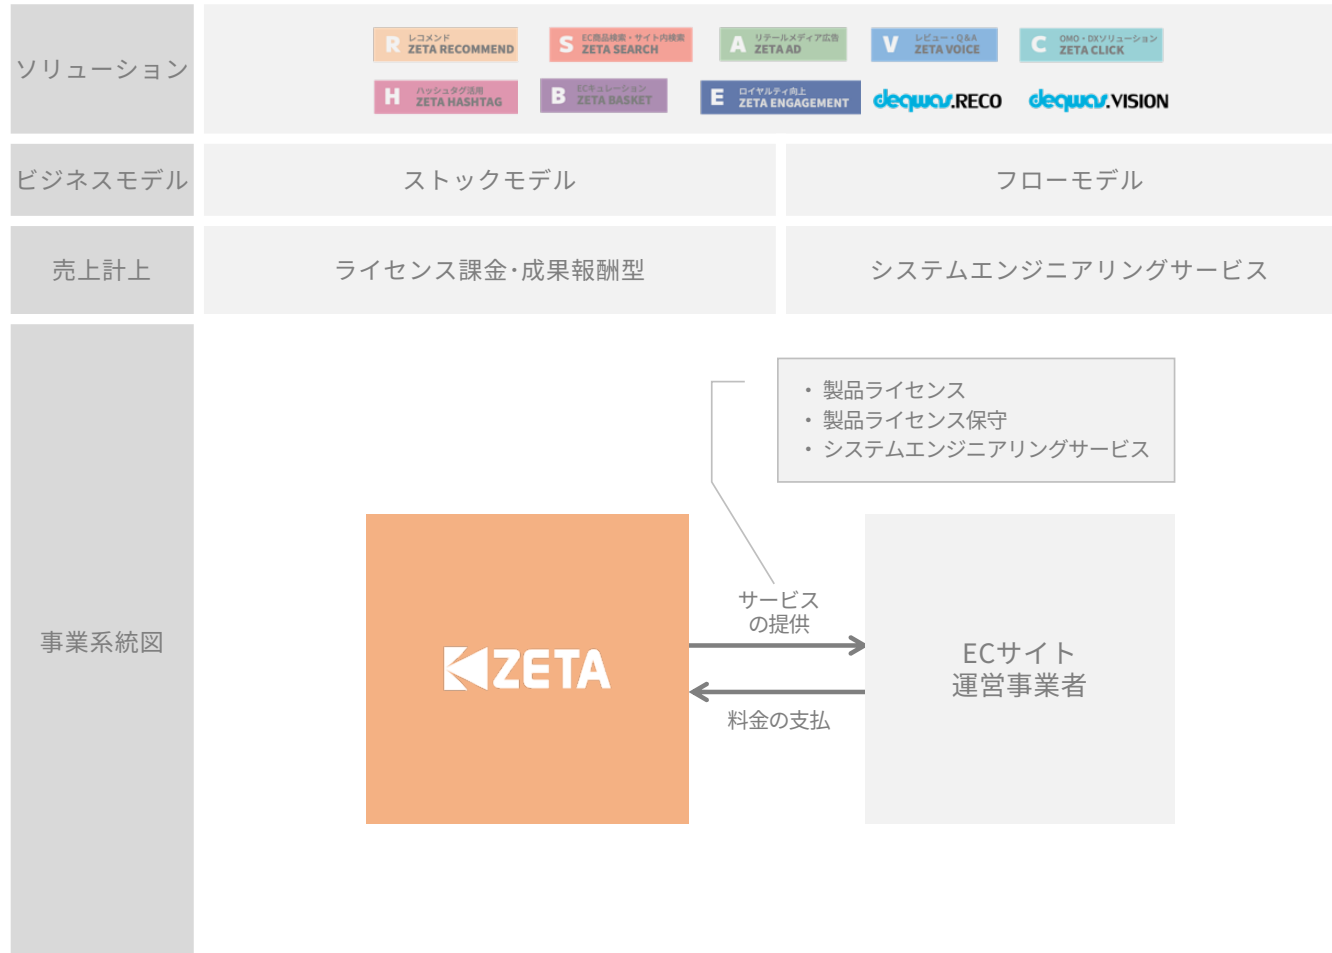 ソリューション
R レコメンド
ZETA RECOMMEND
S EC商品検索・サイト内検索
ZETA SEARCH
A リテールメディア広告
ZETA AD
V レビュー・Q&A
ZETA VOICE
C OMO・DXソリューション
ZETA CLICK
H ハッシュタグ活用
ZETA HASHTAG
B ECキュレーション
ZETA BASKET
E ロイヤルティ向上
ZETA ENGAGEMENT
deqwas.RECO
deqwas.VISION
ビジネスモデル
ストックモデル
フローモデル
売上計上
ライセンス課金・成果報酬型
システムエンジニアリングサービス
事業系統図
・ 製品ライセンス
・ 製品ライセンス保守
・ システムエンジニアリングサービス
サービス
の提供
ZETA
ECサイト
運営事業者
料金の支払